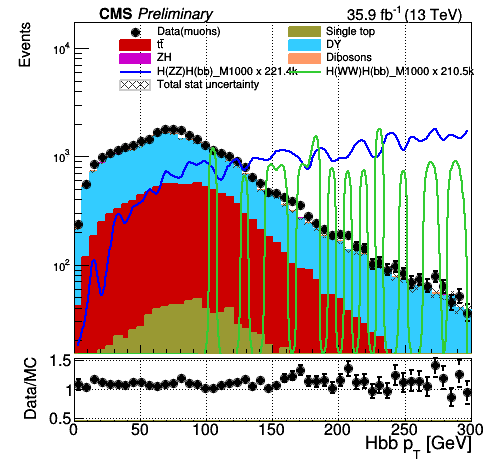 CMS Preliminary 35.9 fb⁻¹ (13 TeV)
Events
10⁴
10³
10²
Data(muons)
Single top
tt̄
DY
ZH
Dibosons
H(ZZ)H(bb)_M1000 x 221.4k
H(WW)H(bb)_M1000 x 210.5k
Total stat uncertainty
Data/MC
1.5
1
0.5
0 50 100 150 200 250 300
Hbb p_T [GeV]